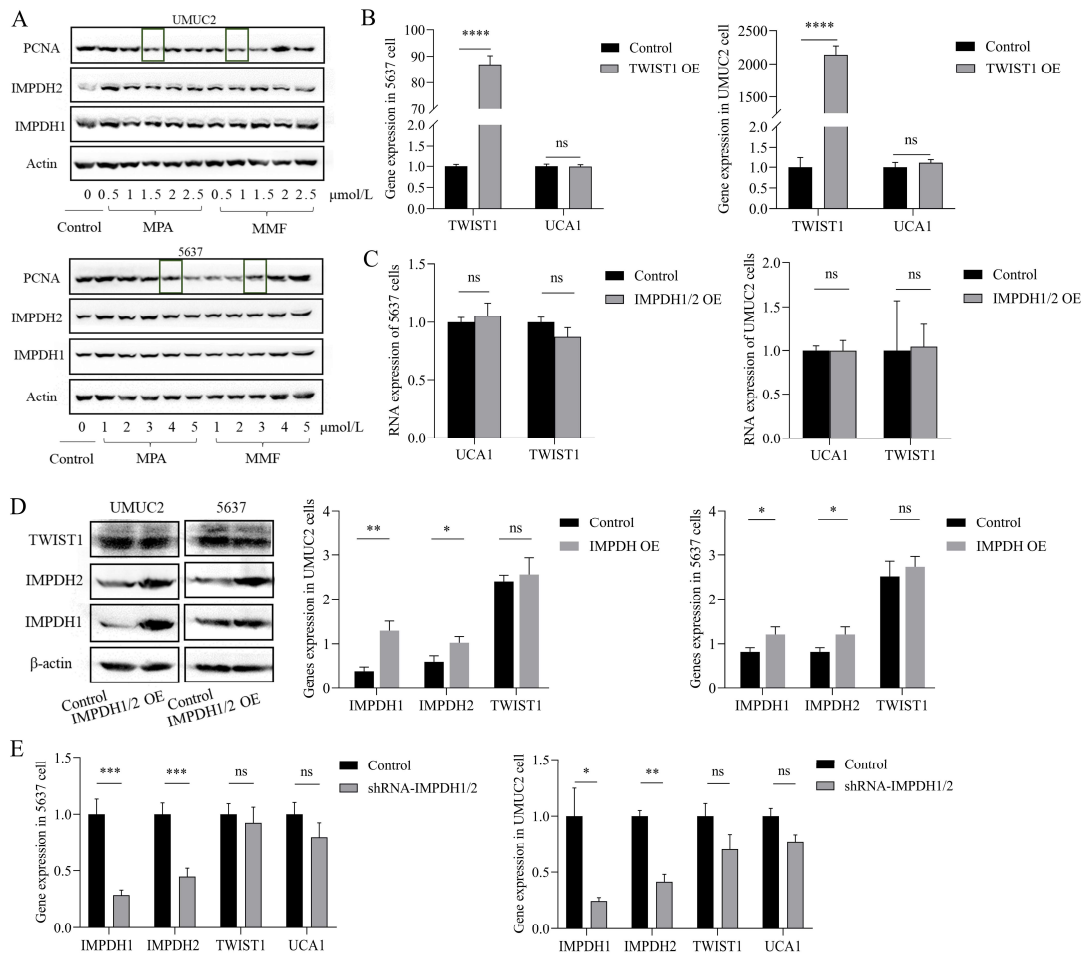 A
UMUC2
PCNA
IMPDH2
IMPDH1
Actin
0 0.5 1 1.5 2 2.5 0.5 1 1.5 2 2.5 μmol/L
Control MPA MMF
5637
PCNA
IMPDH2
IMPDH1
Actin
0 1 2 3 4 5 1 2 3 4 5 μmol/L
Control MPA MMF
B
Gene expression in 5637 cell
100
90
80
70
2.0
1.5
1.0
0.5
0.0
****
ns
TWIST1 UCA1
Control
TWIST1 OE
Gene expression in UMUC2 cell
2500
2000
1500
2.0
1.5
1.0
0.5
0.0
****
ns
TWIST1 UCA1
Control
TWIST1 OE
C
RNA expression of 5637 cells
1.5
1.0
0.5
0.0
ns ns
UCA1 TWIST1
Control
IMPDH1/2 OE
RNA expression of UMUC2 cells
2.0
1.5
1.0
0.5
0.0
ns ns
UCA1 TWIST1
Control
IMPDH1/2 OE
D
UMUC2 5637
TWIST1
IMPDH2
IMPDH1
β-actin
Control Control
IMPDH1/2 OE IMPDH1/2 OE
Genes expression in UMUC2 cells
4
3
2
1
0
** * ns
IMPDH1 IMPDH2 TWIST1
Control
IMPDH OE
Genes expression in 5637 cells
4
3
2
1
0
* * ns
IMPDH1 IMPDH2 TWIST1
Control
IMPDH OE
E
Gene expression in 5637 cell
1.5
1.0
0.5
0.0
*** *** ns ns
IMPDH1 IMPDH2 TWIST1 UCA1
Control
shRNA-IMPDH1/2
Gene expression in UMUC2 cell
1.5
1.0
0.5
0.0
* ** ns ns
IMPDH1 IMPDH2 TWIST1 UCA1
Control
shRNA-IMPDH1/2